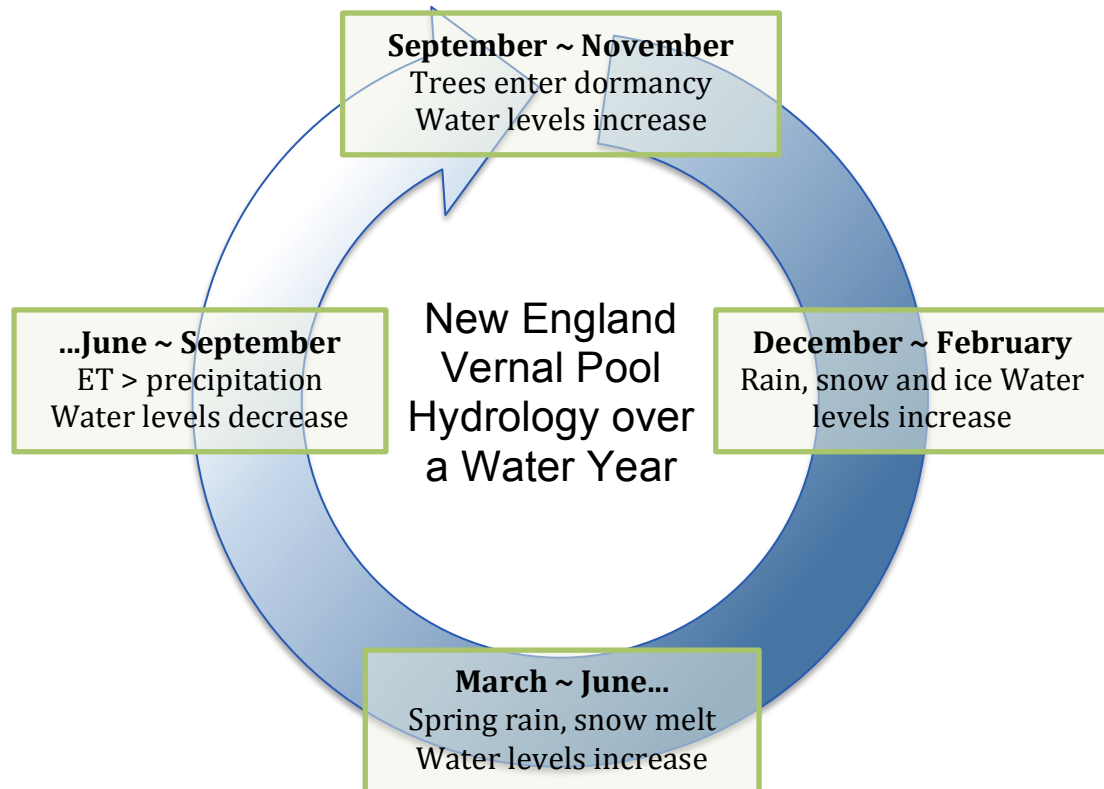 September ~ November
Trees enter dormancy
Water levels increase
...June ~ September
ET > precipitation
Water levels decrease
New England
Vernal Pool
Hydrology over
a Water Year
December ~ February
Rain, snow and ice Water
levels increase
March ~ June...
Spring rain, snow melt
Water levels increase